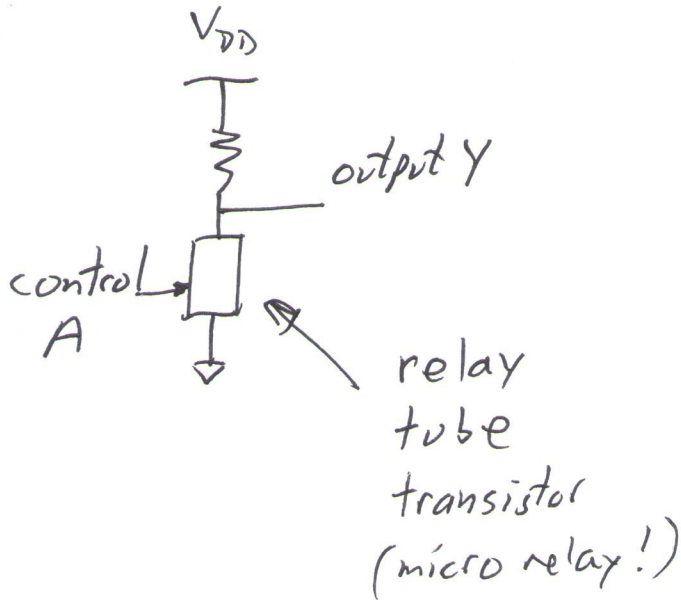 VDD
output Y
control
A
relay
tube
transistor
(micro relay!)